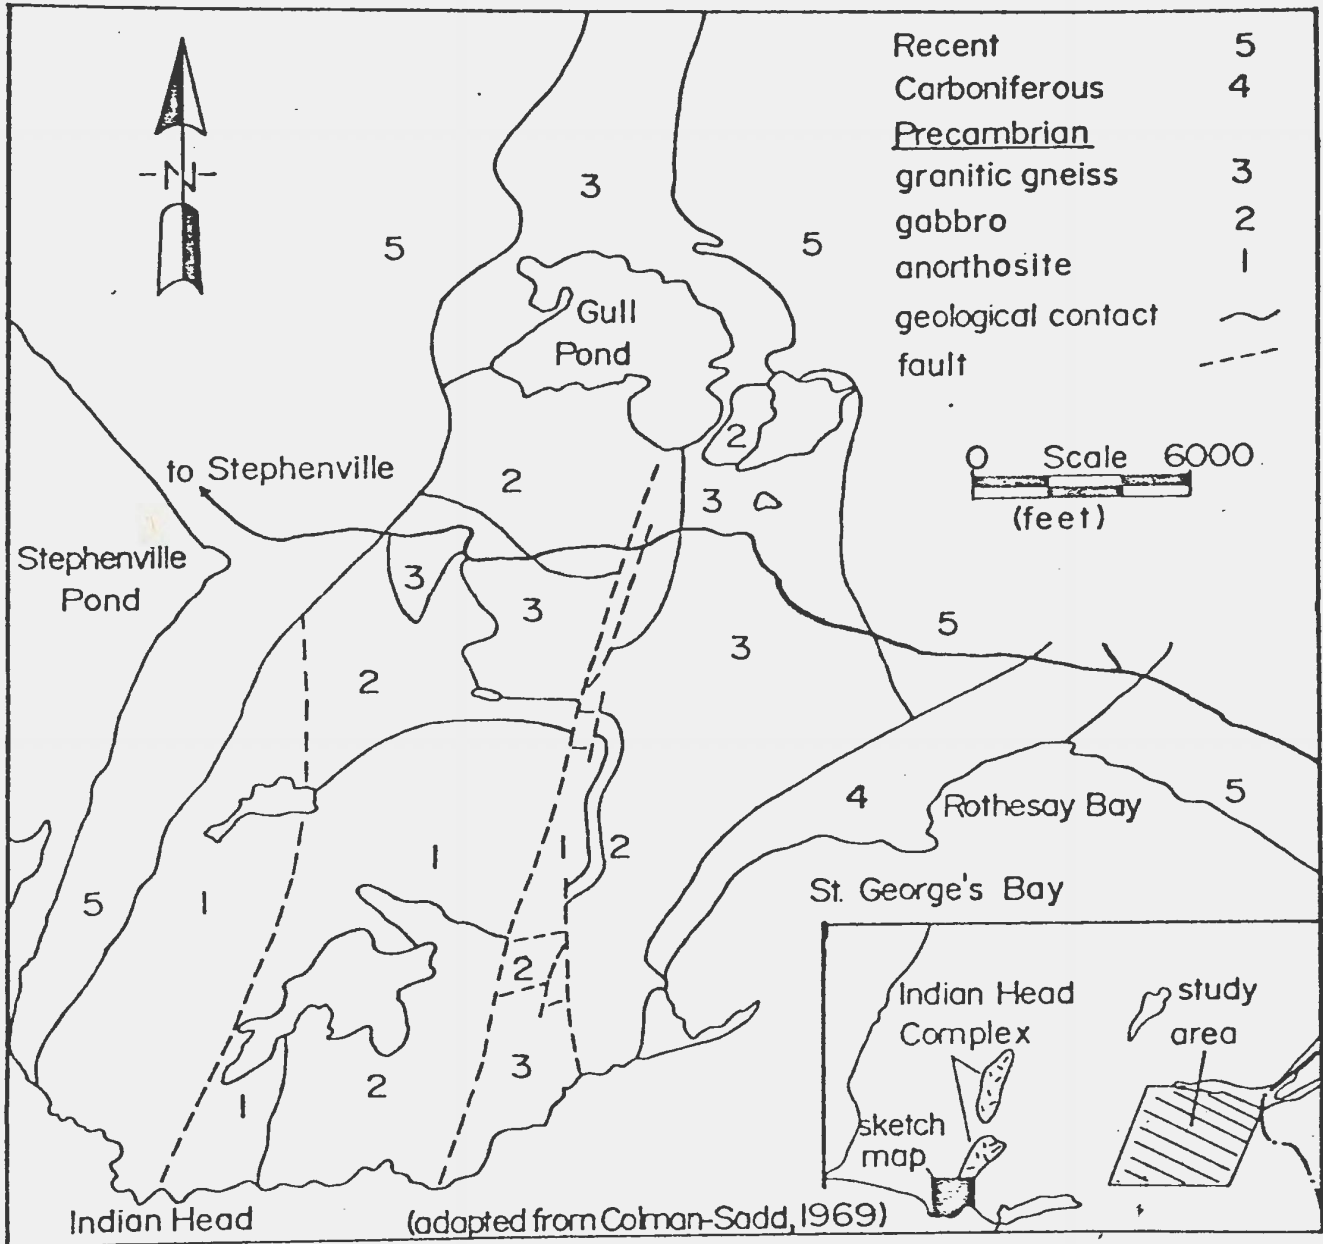 Recent 5
Carboniferous 4
Precambrian
granitic gneiss 3
gabbro 2
anorthosite 1
geological contact
fault
0 Scale 6000
(feet)
N
3
5
5
Gull
Pond
2
to Stephenville
2
3
Stephenville
Pond
3
3
3
5
2
4
Rothesay Bay
5
1
1
2
5
1
St. George's Bay
2
3
2
1
Indian Head
Complex
study
area
sketch
map
Indian Head
(adapted from Colman-Sadd, 1969)